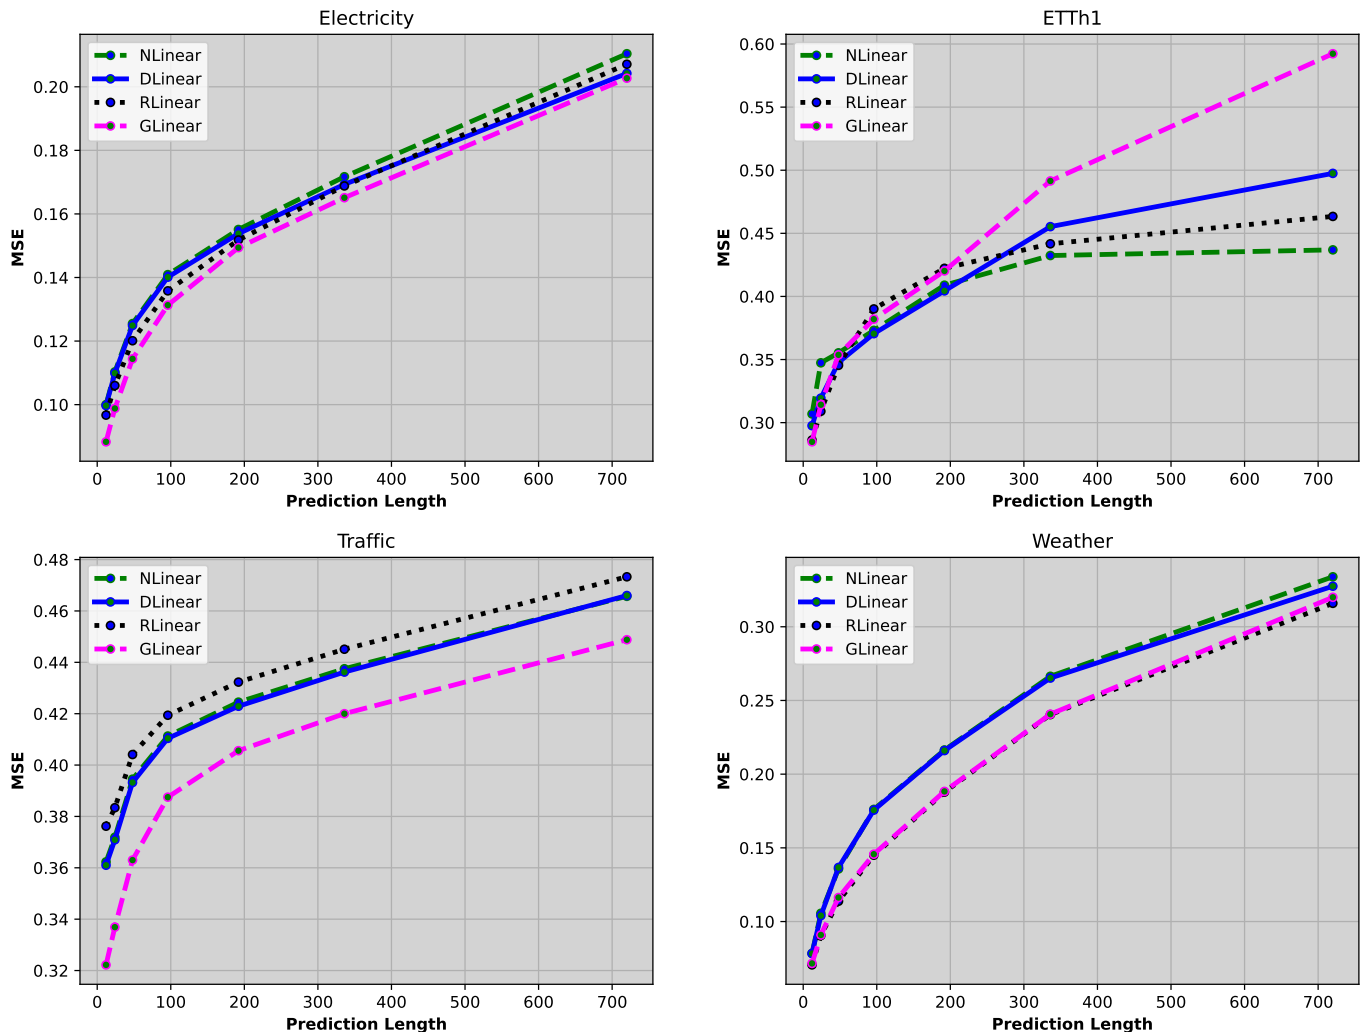 Electricity
NLinear
DLinear
RLinear
GLinear
0.20
0.18
0.16
0.14
0.12
0.10
MSE
0 100 200 300 400 500 600 700
Prediction Length
ETTh1
NLinear
DLinear
RLinear
GLinear
0.60
0.55
0.50
0.45
0.40
0.35
0.30
MSE
0 100 200 300 400 500 600 700
Prediction Length
Traffic
NLinear
DLinear
RLinear
GLinear
0.48
0.46
0.44
0.42
0.40
0.38
0.36
0.34
0.32
MSE
0 100 200 300 400 500 600 700
Prediction Length
Weather
NLinear
DLinear
RLinear
GLinear
0.30
0.25
0.20
0.15
0.10
MSE
0 100 200 300 400 500 600 700
Prediction Length